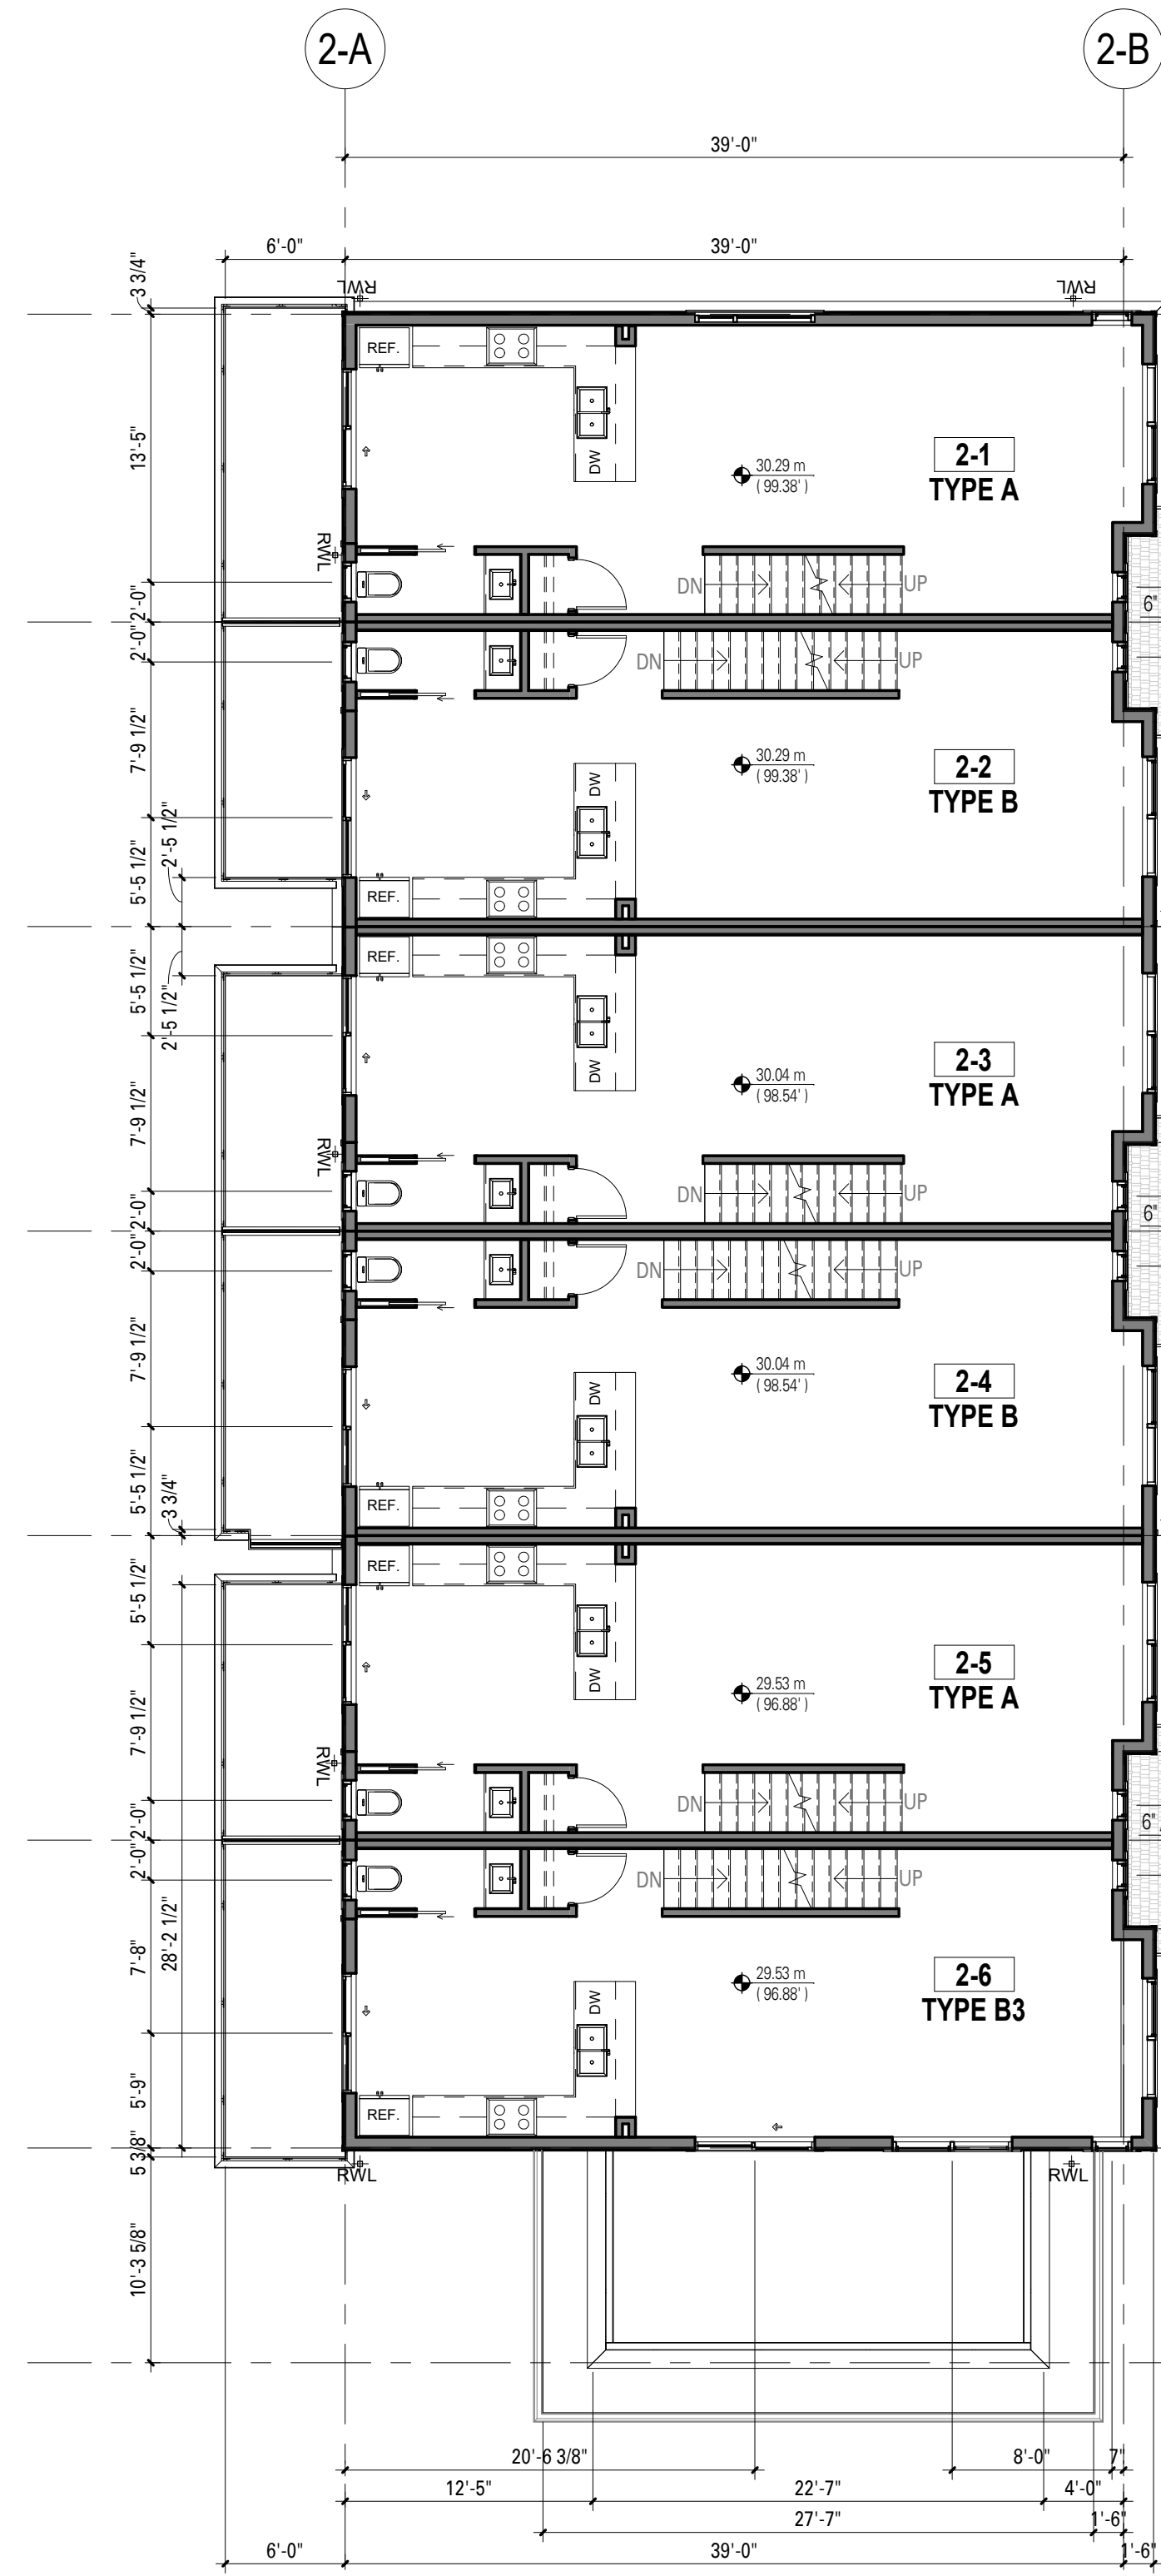 2-A
2-B
39'-0"
6'-0"
39'-0"
3 3/4"
RWL
RWL
REF.
13'-5"
DW
30.29 m
( 99.38' )
2-1
TYPE A
RWL
DN
UP
2'-0"
6"
2'-0"
DN
UP
7'-9 1/2"
30.29 m
( 99.38' )
2-2
TYPE B
DW
2'-5 1/2"
5'-5 1/2"
REF.
REF.
5'-5 1/2"
2'-5 1/2"
DW
30.04 m
( 98.54' )
2-3
TYPE A
7'-9 1/2"
RWL
DN
UP
2'-0"
6"
2'-0"
DN
UP
7'-9 1/2"
30.04 m
( 98.54' )
2-4
TYPE B
DW
5'-5 1/2"
3 3/4"
REF.
REF.
5'-5 1/2"
DW
29.53 m
( 96.88' )
2-5
TYPE A
7'-9 1/2"
RWL
DN
UP
2'-0"
6"
2'-0"
DN
UP
28'-2 1/2"
7'-8"
29.53 m
( 96.88' )
2-6
TYPE B3
DW
5'-9"
REF.
5 3/8"
RWL
RWL
10'-3 5/8"
20'-6 3/8"
8'-0"
7"
12'-5"
22'-7"
4'-0"
27'-7"
1'-6"
6'-0"
39'-0"
1'-6"